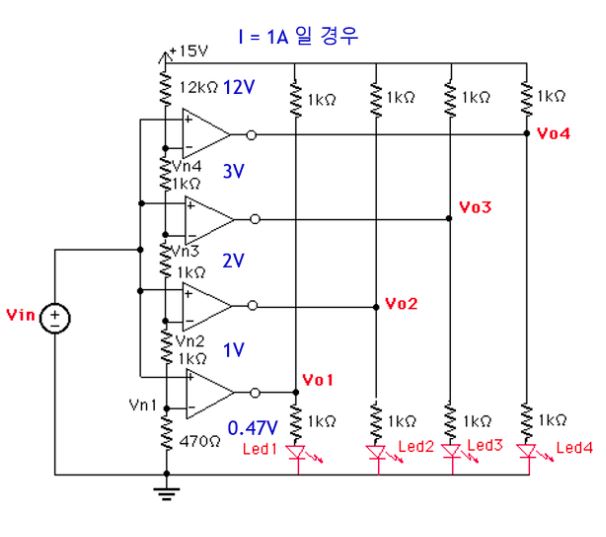 I = 1A 일 경우
+15V
12kΩ 12V
1kΩ
1kΩ
1kΩ
1kΩ
+
−
Vo4
Vn4
1kΩ
3V
+
−
Vo3
Vn3
1kΩ
2V
+
−
Vo2
Vin
+
−
Vn2
1kΩ
1V
+
−
Vo1
Vn1
470Ω
0.47V
1kΩ
1kΩ
1kΩ
1kΩ
Led1
Led2
Led3
Led4